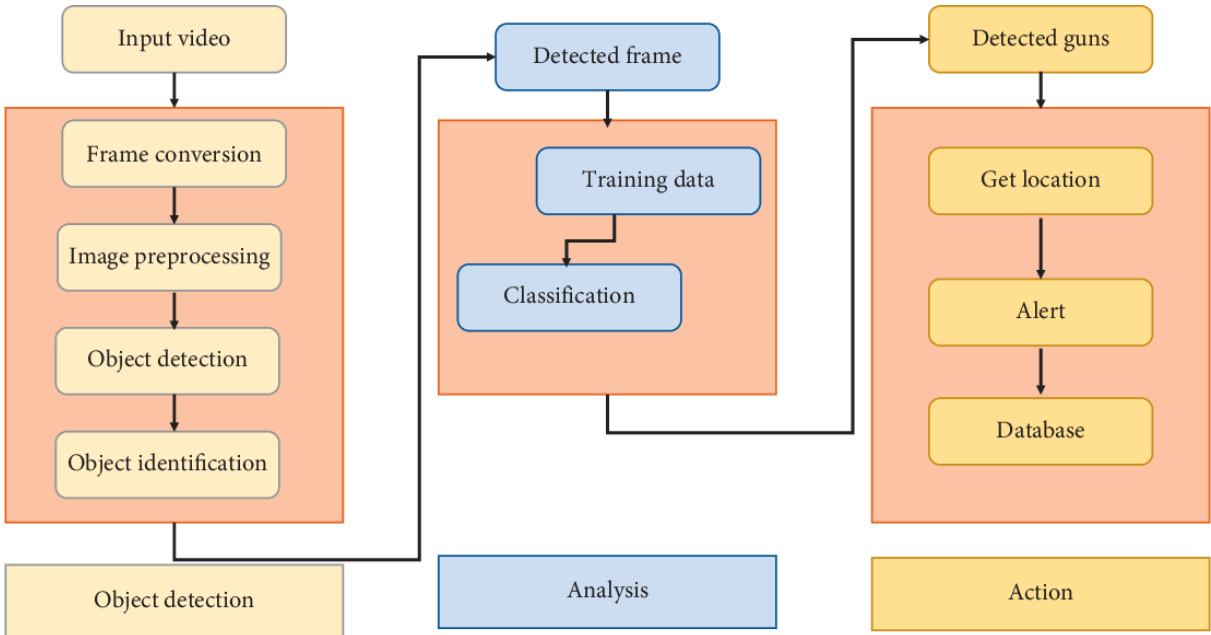 Input video
Frame conversion
Image preprocessing
Object detection
Object identification
Object detection
Detected frame
Training data
Classification
Analysis
Detected guns
Get location
Alert
Database
Action